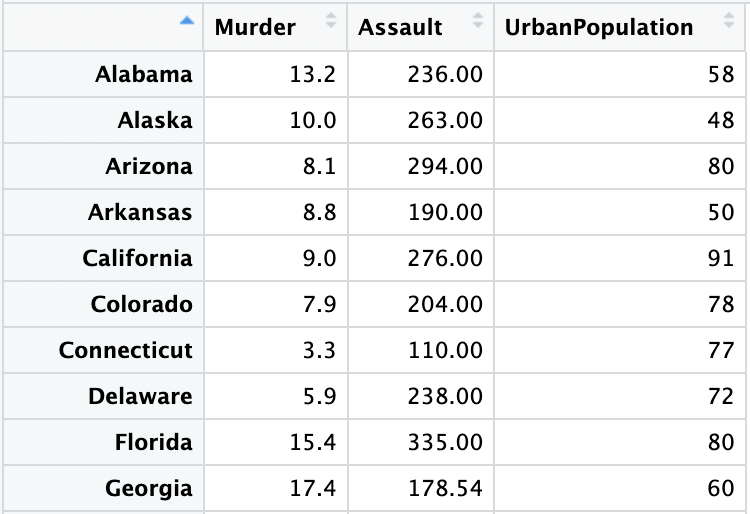 Murder Assault UrbanPopulation
Alabama 13.2 236.00 58
Alaska 10.0 263.00 48
Arizona 8.1 294.00 80
Arkansas 8.8 190.00 50
California 9.0 276.00 91
Colorado 7.9 204.00 78
Connecticut 3.3 110.00 77
Delaware 5.9 238.00 72
Florida 15.4 335.00 80
Georgia 17.4 178.54 60